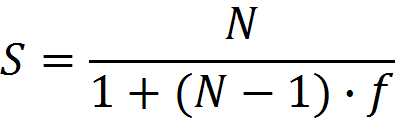 S = N / (1 + (N − 1) · f)